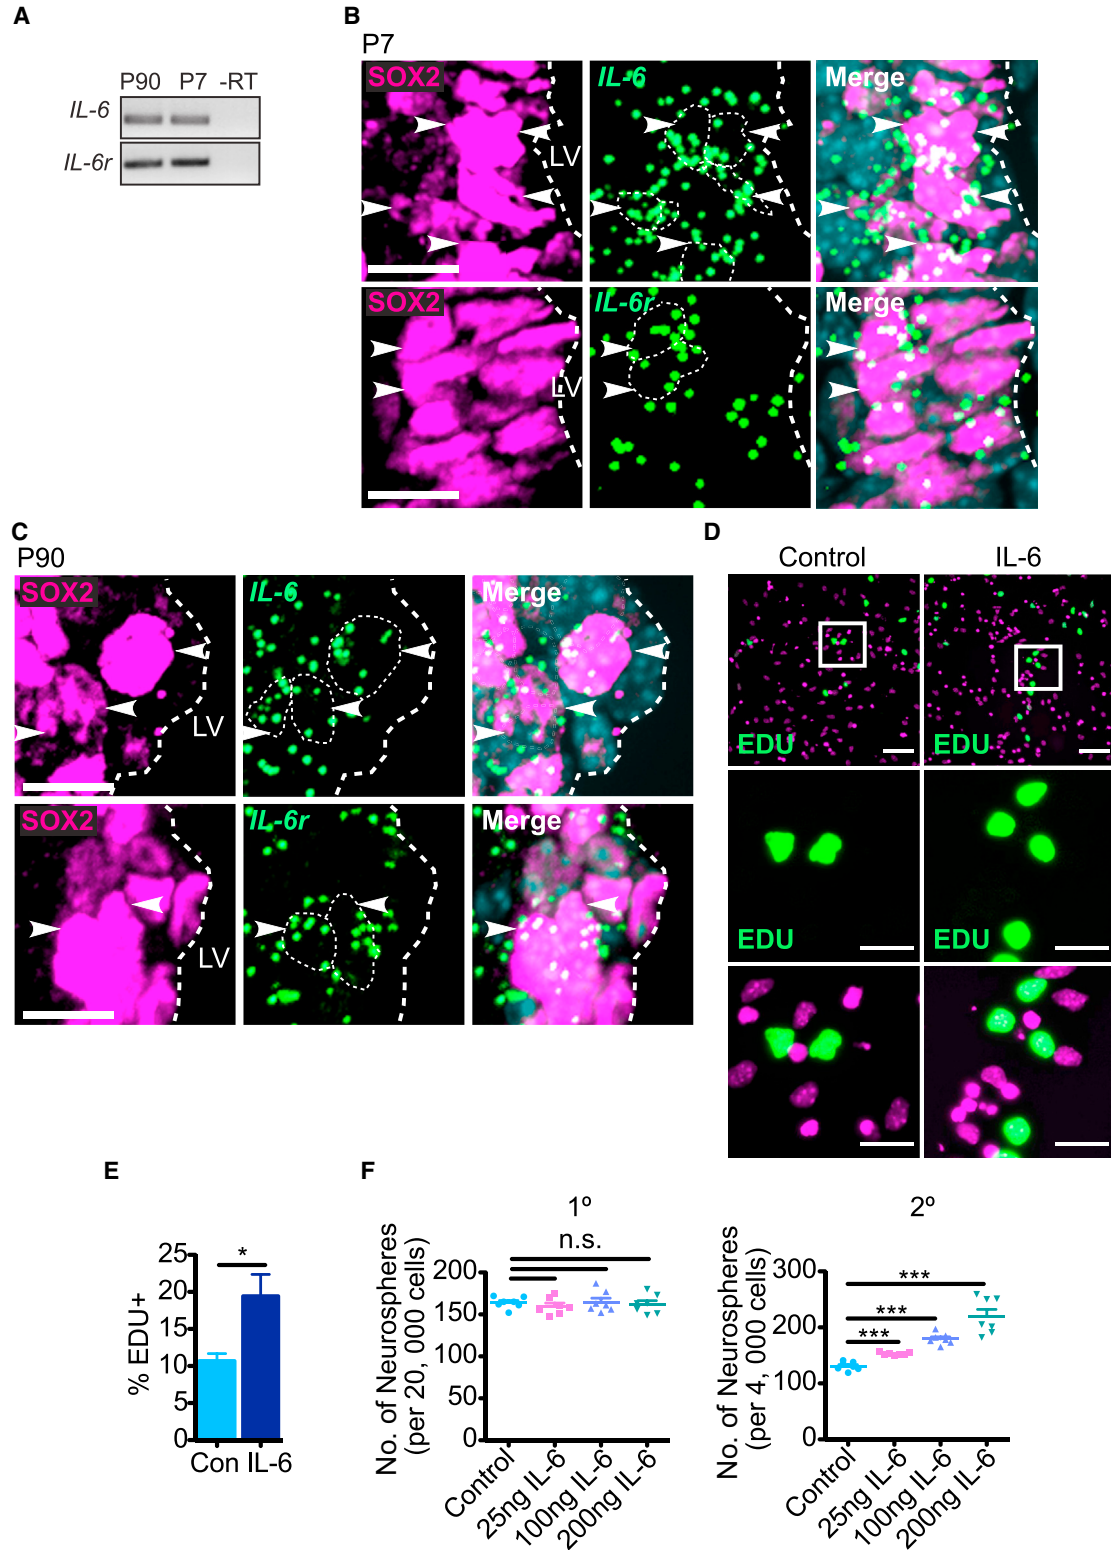 A
P90 P7 -RT
IL-6
IL-6r
B
P7
SOX2
IL-6
Merge
LV
SOX2
IL-6r
Merge
LV
C
P90
SOX2
IL-6
Merge
LV
SOX2
IL-6r
Merge
LV
D
Control
IL-6
EDU
EDU
EDU
EDU
E
% EDU+
25
20
15
10
5
0
*
Con IL-6
F
1º
No. of Neurospheres
(per 20, 000 cells)
200
150
100
50
0
n.s.
Control
25ng IL-6
100ng IL-6
200ng IL-6
2º
No. of Neurospheres
(per 4, 000 cells)
300
200
100
0
***
***
***
Control
25ng IL-6
100ng IL-6
200ng IL-6